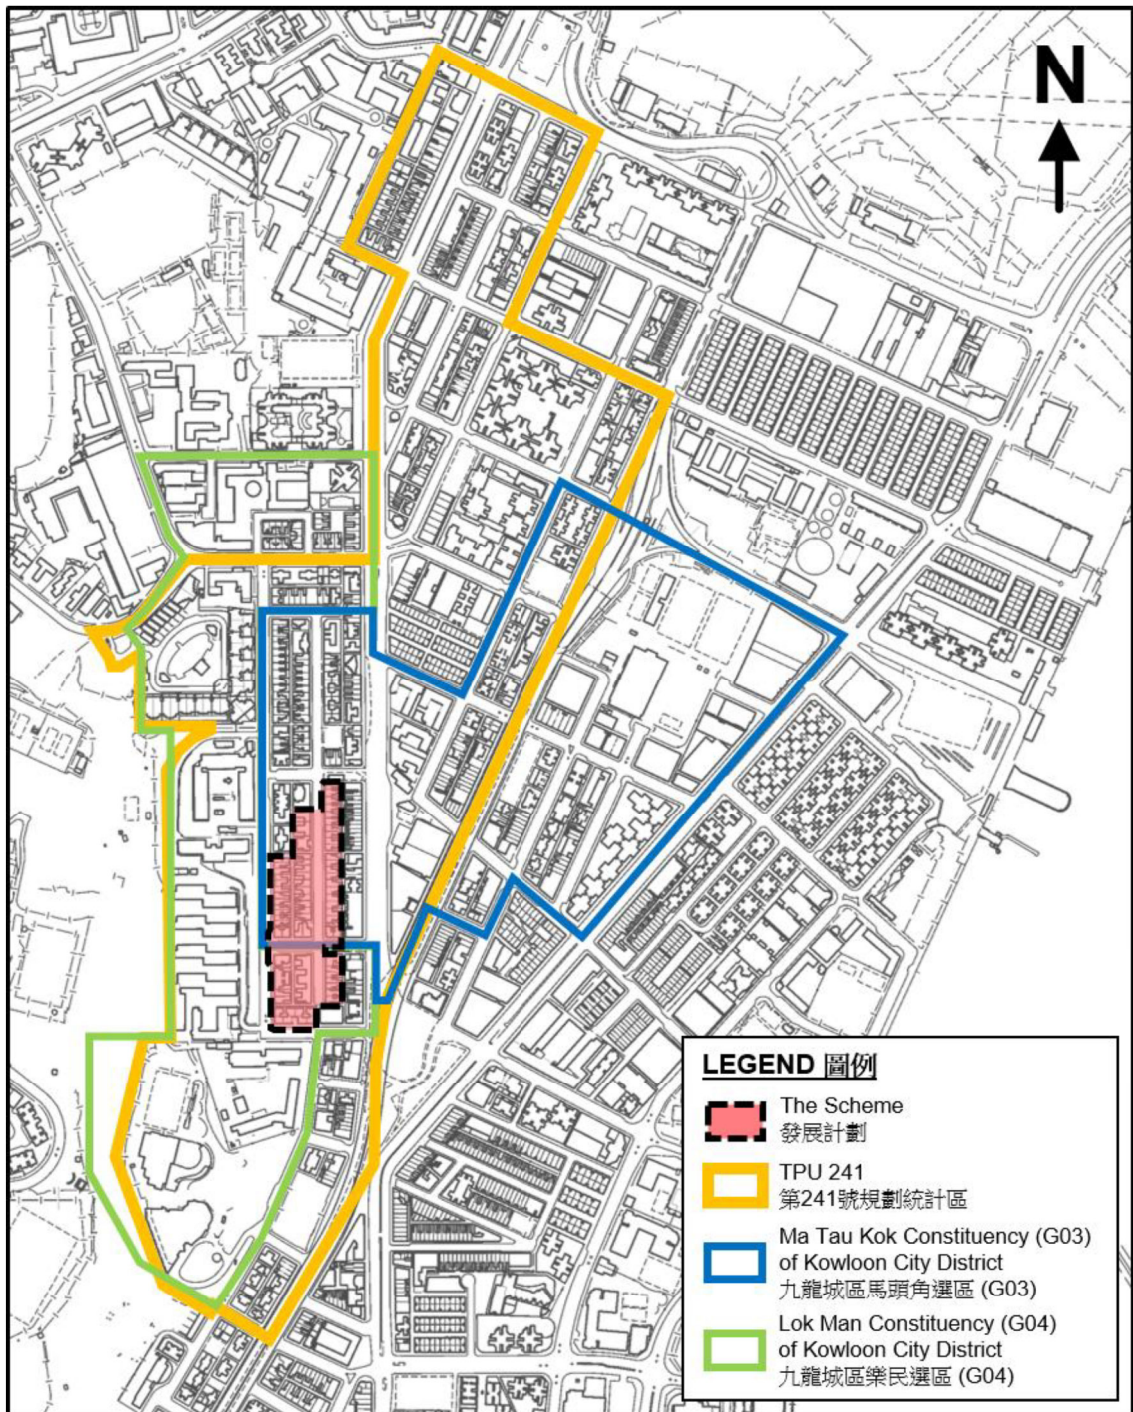 N
LEGEND 圖例
The Scheme
發展計劃
TPU 241
第241號規劃統計區
Ma Tau Kok Constituency (G03)
of Kowloon City District
九龍城區馬頭角選區 (G03)
Lok Man Constituency (G04)
of Kowloon City District
九龍城區樂民選區 (G04)